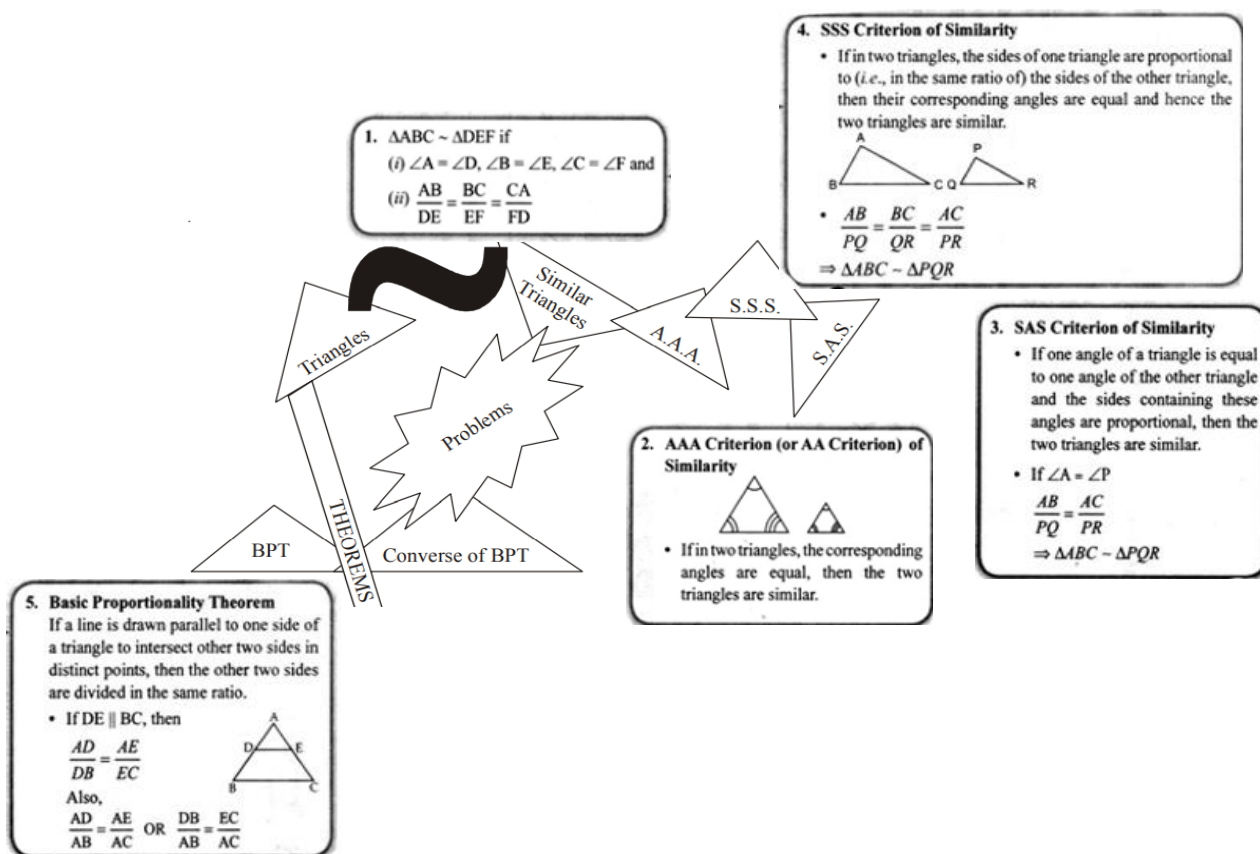 1. ΔABC ~ ΔDEF if
(i) ∠A = ∠D, ∠B = ∠E, ∠C = ∠F and
(ii) AB/DE = BC/EF = CA/FD
4. SSS Criterion of Similarity
• If in two triangles, the sides of one triangle are proportional
to (i.e., in the same ratio of) the sides of the other triangle,
then their corresponding angles are equal and hence the
two triangles are similar.
A
P
B
C
Q
R
• AB/PQ = BC/QR = AC/PR
⇒ ΔABC ~ ΔPQR
Triangles
Similar
Triangles
A.A.A.
S.S.S.
S.A.S.
Problems
THEOREMS
BPT
Converse of BPT
3. SAS Criterion of Similarity
• If one angle of a triangle is equal
to one angle of the other triangle
and the sides containing these
angles are proportional, then the
two triangles are similar.
• If ∠A = ∠P
AB/PQ = AC/PR
⇒ ΔABC ~ ΔPQR
2. AAA Criterion (or AA Criterion) of
Similarity
• If in two triangles, the corresponding
angles are equal, then the two
triangles are similar.
5. Basic Proportionality Theorem
If a line is drawn parallel to one side of
a triangle to intersect other two sides in
distinct points, then the other two sides
are divided in the same ratio.
• If DE || BC, then
AD/DB = AE/EC
A
D
E
B
C
Also,
AD/AB = AE/AC OR DB/AB = EC/AC